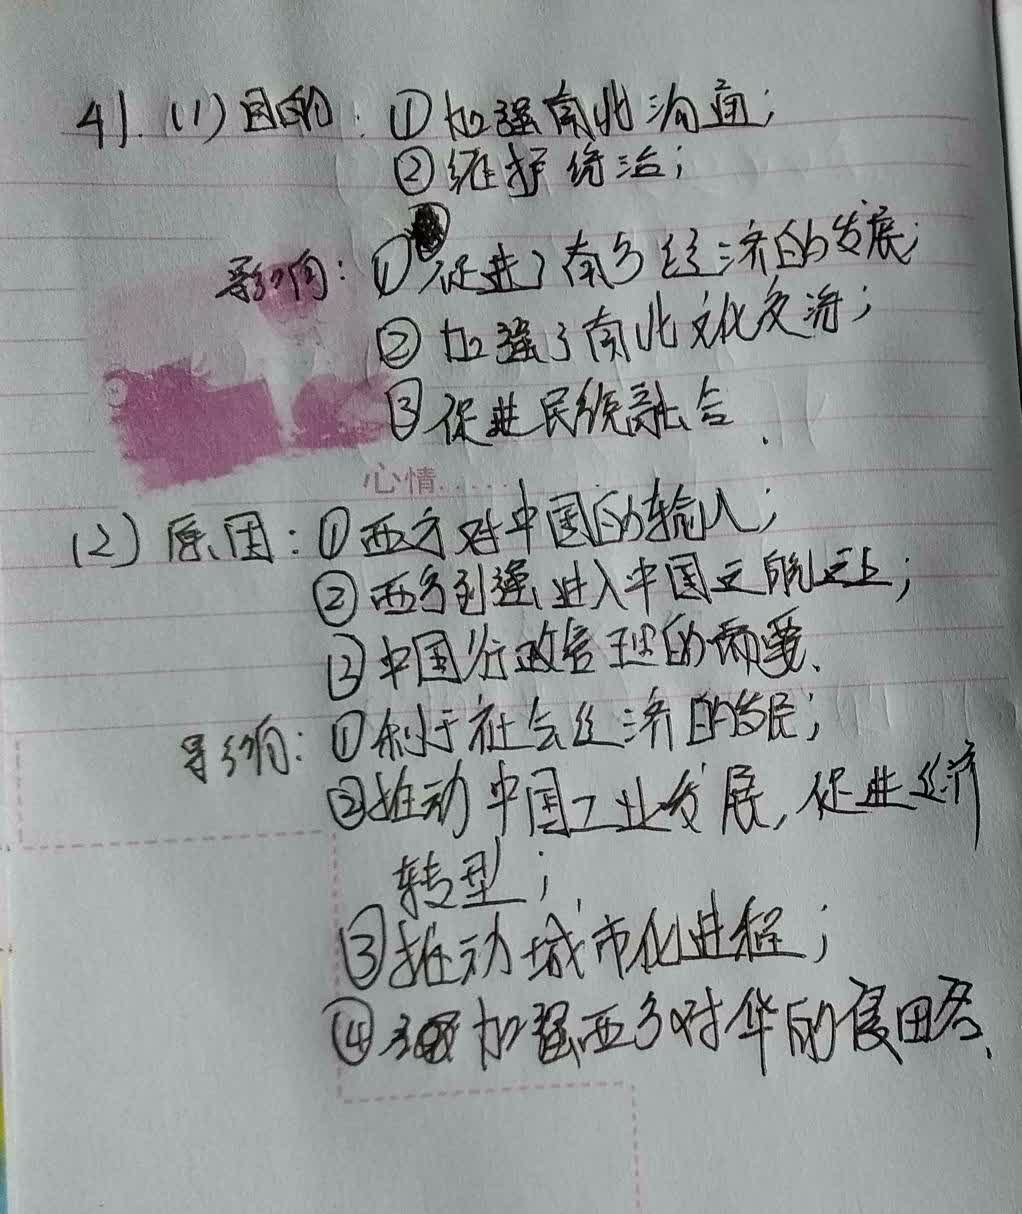 41.(1)目的：①加强南北沟通；
②维护统治；
影响：①促进了南方经济的发展；
②加强了南北文化交流；
③促进民族融合.
心情......
(2)原因：①西方对中国的输入；
②西方列强进入中国
③中国行政管理的需要.
影响：①利于社会经济的发展；
②推动中国工业发展,促进经济
转型；
③推动城市化进程；
④加强西方对华的侵略.